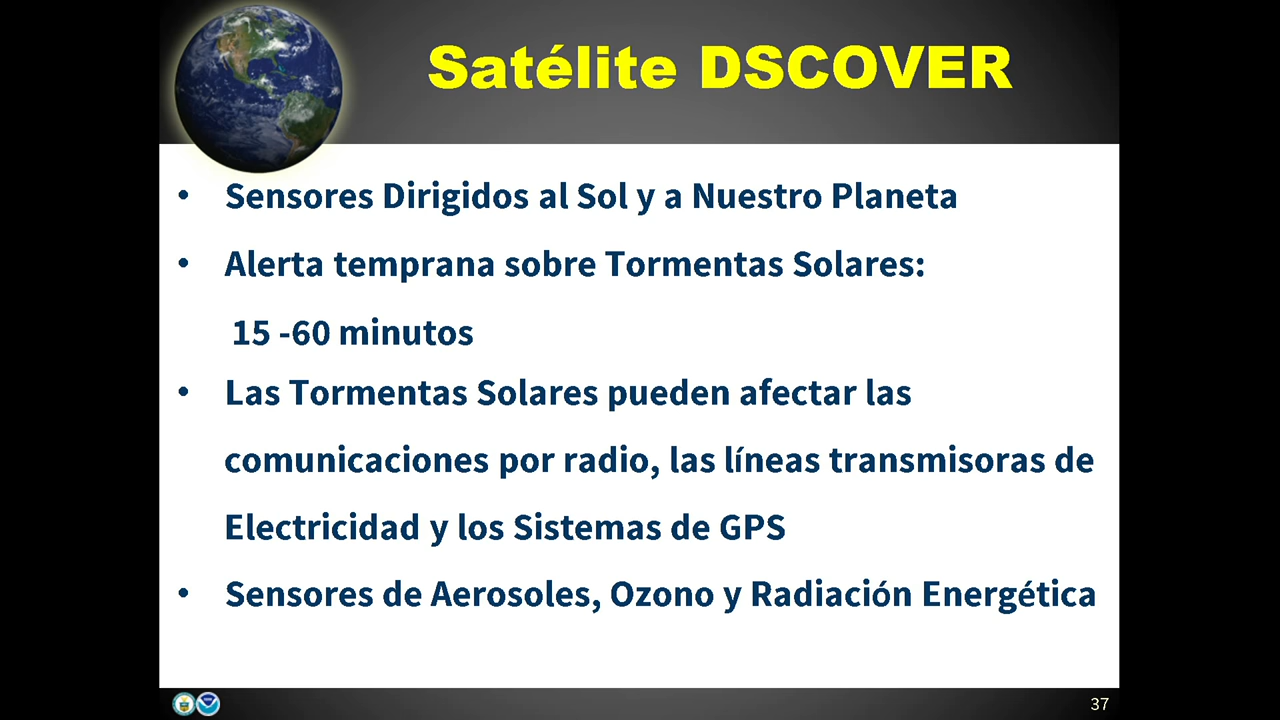 Satélite DSCOVER
• Sensores Dirigidos al Sol y a Nuestro Planeta
• Alerta temprana sobre Tormentas Solares:
15 -60 minutos
• Las Tormentas Solares pueden afectar las
comunicaciones por radio, las líneas transmisoras de
Electricidad y los Sistemas de GPS
• Sensores de Aerosoles, Ozono y Radiación Energética
37